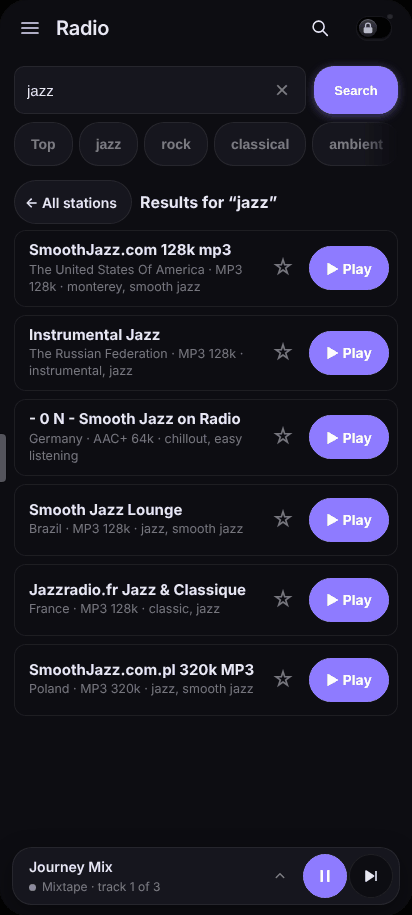 Radio
jazz
Search
Top
jazz
rock
classical
ambient
← All stations
Results for “jazz”
SmoothJazz.com 128k mp3
The United States Of America · MP3
128k · monterey, smooth jazz
Play
Instrumental Jazz
The Russian Federation · MP3 128k ·
instrumental, jazz
Play
- 0 N - Smooth Jazz on Radio
Germany · AAC+ 64k · chillout, easy
listening
Play
Smooth Jazz Lounge
Brazil · MP3 128k · jazz, smooth jazz
Play
Jazzradio.fr Jazz & Classique
France · MP3 128k · classic, jazz
Play
SmoothJazz.com.pl 320k MP3
Poland · MP3 320k · jazz, smooth jazz
Play
Journey Mix
Mixtape · track 1 of 3